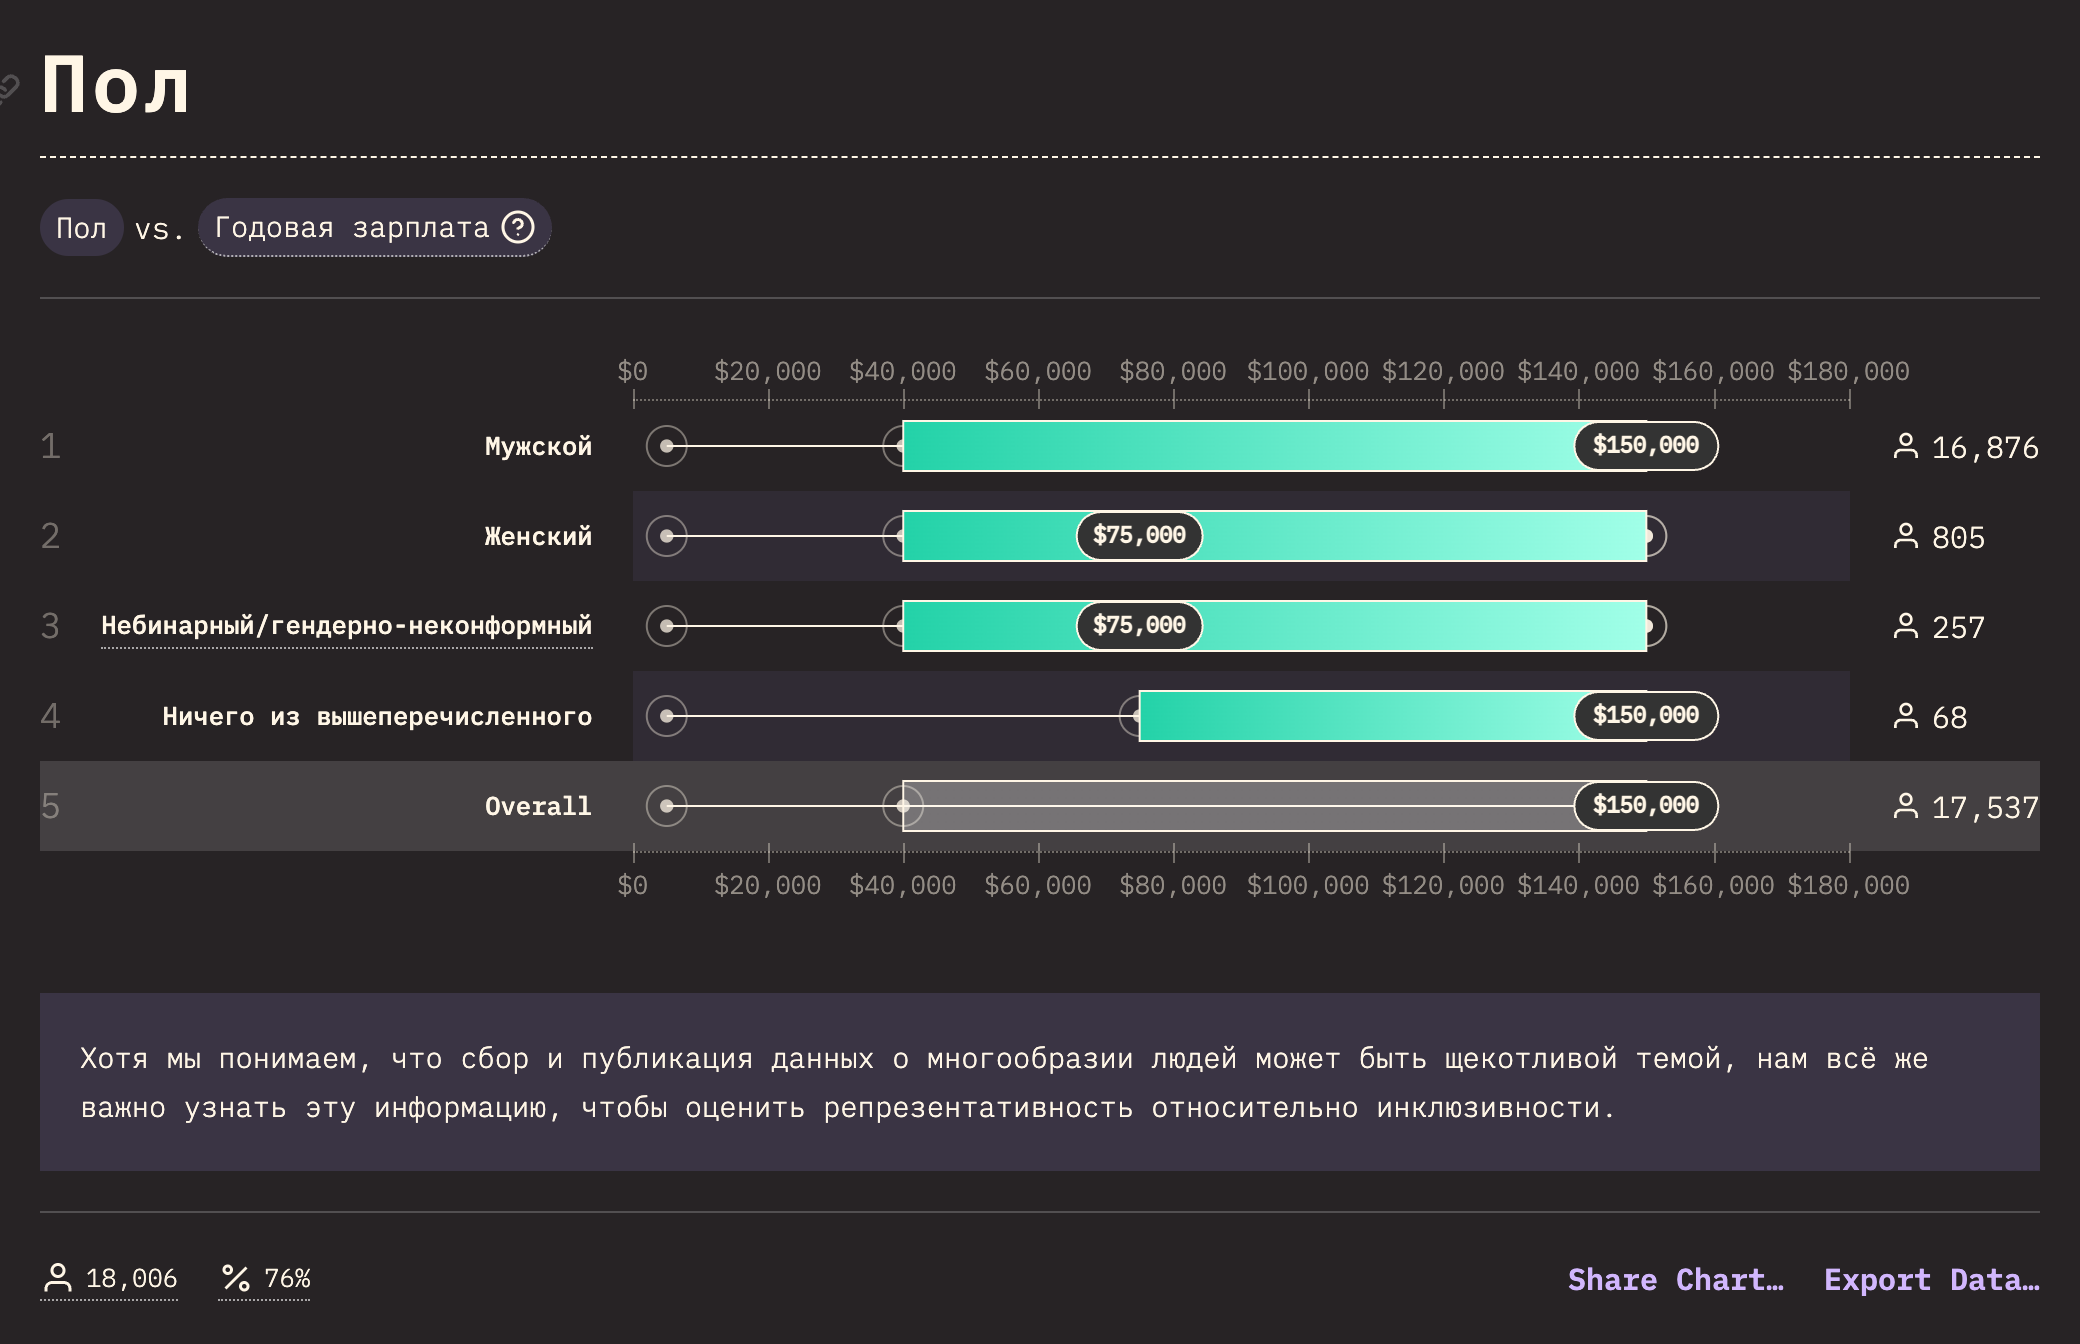 Пол
Пол vs. Годовая зарплата
$0 $20,000 $40,000 $60,000 $80,000 $100,000 $120,000 $140,000 $160,000 $180,000
1 Мужской $150,000 16,876
2 Женский $75,000 805
3 Небинарный/гендерно-неконформный $75,000 257
4 Ничего из вышеперечисленного $150,000 68
5 Overall $150,000 17,537
$0 $20,000 $40,000 $60,000 $80,000 $100,000 $120,000 $140,000 $160,000 $180,000
Хотя мы понимаем, что сбор и публикация данных о многообразии людей может быть щекотливой темой, нам всё же
важно узнать эту информацию, чтобы оценить репрезентативность относительно инклюзивности.
18,006 76% Share Chart… Export Data…